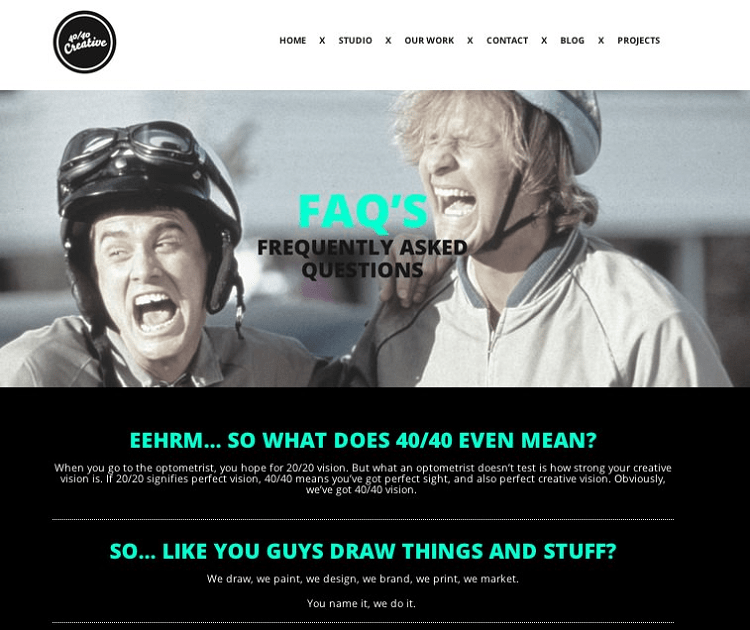 40/40
Creative
HOME X STUDIO X OUR WORK X CONTACT X BLOG X PROJECTS
FAQ'S
FREQUENTLY ASKED
QUESTIONS
EEHRM... SO WHAT DOES 40/40 EVEN MEAN?
When you go to the optometrist, you hope for 20/20 vision. But what an optometrist doesn't test is how strong your creative
vision is. If 20/20 signifies perfect vision, 40/40 means you've got perfect sight, and also perfect creative vision. Obviously,
we've got 40/40 vision.
SO... LIKE YOU GUYS DRAW THINGS AND STUFF?
We draw, we paint, we design, we brand, we print, we market.
You name it, we do it.